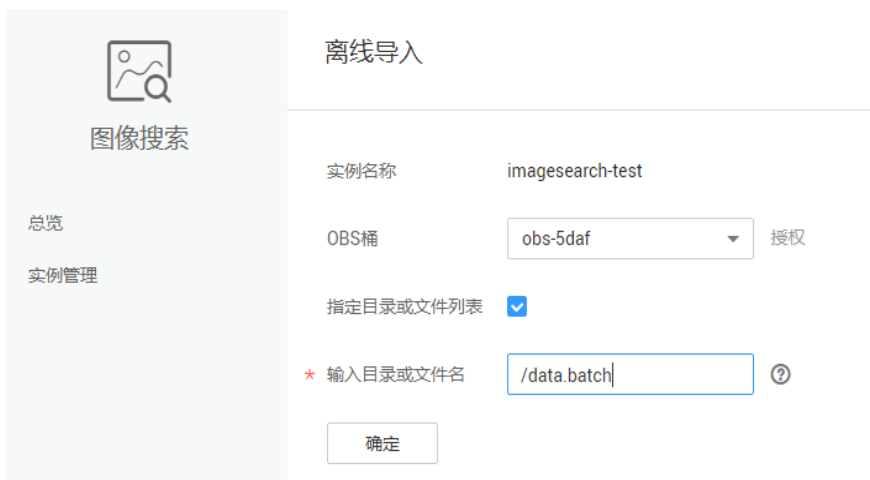 图像搜索
总览
实例管理
离线导入
实例名称 imagesearch-test
OBS桶 obs-5daf 授权
指定目录或文件列表
* 输入目录或文件名 /data.batch ?
确定